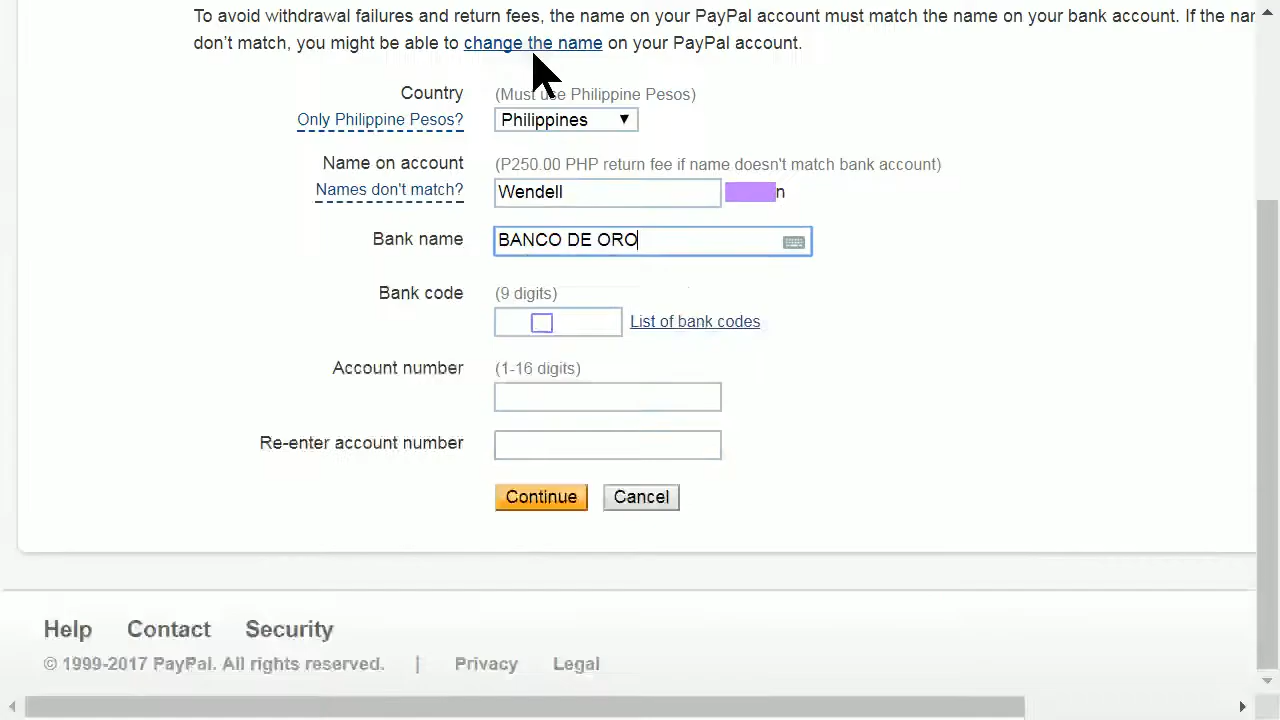 To avoid withdrawal failures and return fees, the name on your PayPal account must match the name on your bank account. If the
don't match, you might be able to change the name on your PayPal account.
Country (Must use Philippine Pesos)
Only Philippine Pesos? Philippines
Name on account (P250.00 PHP return fee if name doesn't match bank account)
Names don't match? Wendell n
Bank name BANCO DE ORO
Bank code (9 digits)
List of bank codes
Account number (1-16 digits)
Re-enter account number
Continue Cancel
Help Contact Security
© 1999-2017 PayPal. All rights reserved. | Privacy Legal